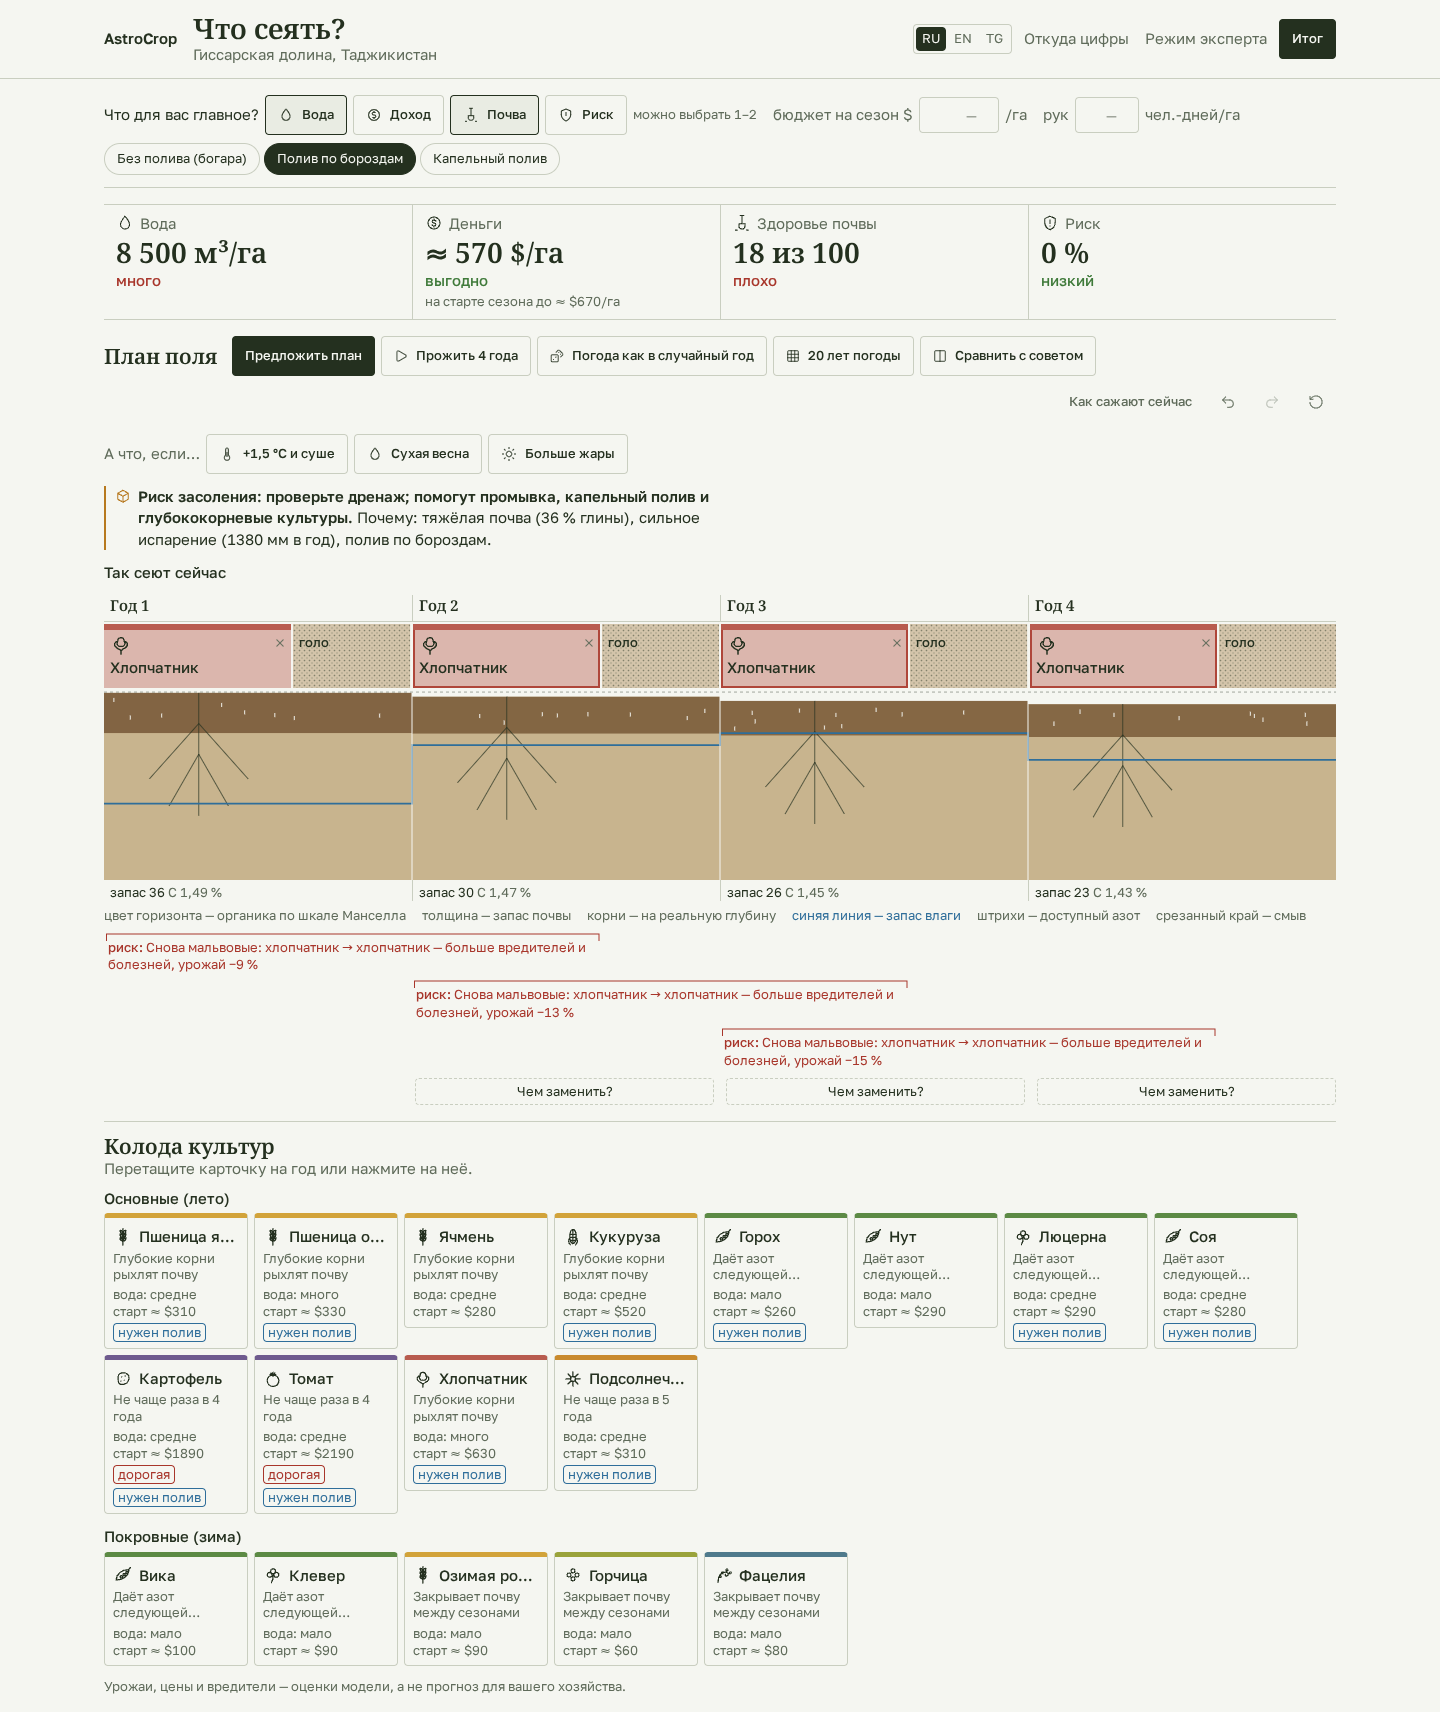 AstroCrop
Что сеять?
Гиссарская долина, Таджикистан
RU EN TG
Откуда цифры
Режим эксперта
Итог
Что для вас главное? Вода Доход Почва Риск можно выбрать 1–2 бюджет на сезон $ — /га рук — чел.-дней/га
Без полива (богара) Полив по бороздам Капельный полив
Вода
8 500 м³/га
много
Деньги
≈ 570 $/га
выгодно
на старте сезона до ≈ $670/га
Здоровье почвы
18 из 100
плохо
Риск
0 %
низкий
План поля Предложить план Прожить 4 года Погода как в случайный год 20 лет погоды Сравнить с советом
Как сажают сейчас
А что, если… +1,5 °C и суше Сухая весна Больше жары
Риск засоления: проверьте дренаж; помогут промывка, капельный полив и
глубококорневые культуры. Почему: тяжёлая почва (36 % глины), сильное
испарение (1380 мм в год), полив по бороздам.
Так сеют сейчас
Год 1 Год 2 Год 3 Год 4
× голо × голо × голо × голо
Хлопчатник Хлопчатник Хлопчатник Хлопчатник
запас 36 C 1,49 % запас 30 C 1,47 % запас 26 C 1,45 % запас 23 C 1,43 %
цвет горизонта — органика по шкале Манселла толщина — запас почвы корни — на реальную глубину синяя линия — запас влаги штрихи — доступный азот срезанный край — смыв
риск: Снова мальвовые: хлопчатник → хлопчатник — больше вредителей и
болезней, урожай −9 %
риск: Снова мальвовые: хлопчатник → хлопчатник — больше вредителей и
болезней, урожай −13 %
риск: Снова мальвовые: хлопчатник → хлопчатник — больше вредителей и
болезней, урожай −15 %
Чем заменить? Чем заменить? Чем заменить?
Колода культур
Перетащите карточку на год или нажмите на неё.
Основные (лето)
Пшеница я…
Глубокие корни
рыхлят почву
вода: средне
старт ≈ $310
нужен полив
Пшеница о…
Глубокие корни
рыхлят почву
вода: много
старт ≈ $330
нужен полив
Ячмень
Глубокие корни
рыхлят почву
вода: средне
старт ≈ $280
Кукуруза
Глубокие корни
рыхлят почву
вода: средне
старт ≈ $520
нужен полив
Горох
Даёт азот
следующей…
вода: мало
старт ≈ $260
нужен полив
Нут
Даёт азот
следующей…
вода: мало
старт ≈ $290
Люцерна
Даёт азот
следующей…
вода: средне
старт ≈ $290
нужен полив
Соя
Даёт азот
следующей…
вода: средне
старт ≈ $280
нужен полив
Картофель
Не чаще раза в 4
года
вода: средне
старт ≈ $1890
дорогая
нужен полив
Томат
Не чаще раза в 4
года
вода: средне
старт ≈ $2190
дорогая
нужен полив
Хлопчатник
Глубокие корни
рыхлят почву
вода: много
старт ≈ $630
нужен полив
Подсолнеч…
Не чаще раза в 5
года
вода: средне
старт ≈ $310
нужен полив
Покровные (зима)
Вика
Даёт азот
следующей…
вода: мало
старт ≈ $100
Клевер
Даёт азот
следующей…
вода: мало
старт ≈ $90
Озимая ро…
Закрывает почву
между сезонами
вода: мало
старт ≈ $90
Горчица
Закрывает почву
между сезонами
вода: мало
старт ≈ $60
Фацелия
Закрывает почву
между сезонами
вода: мало
старт ≈ $80
Урожаи, цены и вредители — оценки модели, а не прогноз для вашего хозяйства.